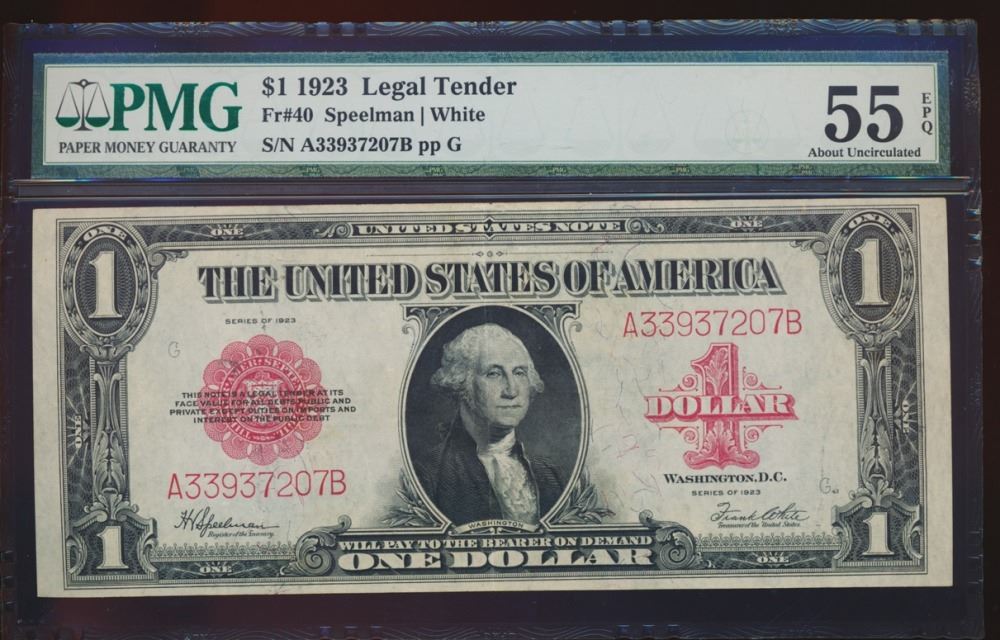 PMG
PAPER MONEY GUARANTY
$1 1923 Legal Tender
Fr#40 Speelman | White
S/N A33937207B pp G
55
EPQ
About Uncirculated
ONE
ONE
UNITED STATES NOTE
ONE
ONE
1
1
THE UNITED STATES OF AMERICA
SERIES OF 1923
A33937207B
G
THIS NOTE IS A LEGAL TENDER AT ITS
FACE VALUE FOR ALL DEBTS PUBLIC AND
PRIVATE EXCEPT DUTIES ON IMPORTS AND
INTEREST ON THE PUBLIC DEBT
1
DOLLAR
ONE
ONE
A33937207B
WASHINGTON, D.C.
SERIES OF 1923
G
H V Speelman
Register of the Treasury.
Frank White
Treasurer of the United States.
WASHINGTON
WILL PAY TO THE BEARER ON DEMAND
ONE DOLLAR
1
1
ONE
ONE